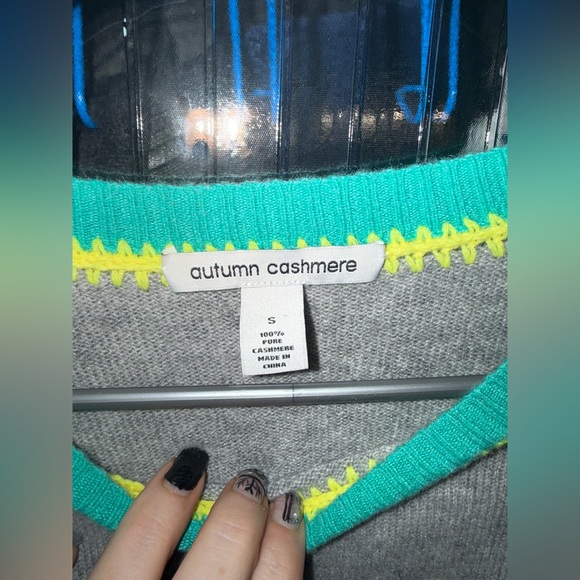 autumn cashmere
S
100%
PURE
CASHMERE
MADE IN
CHINA